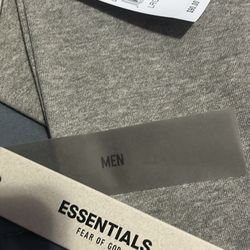 MEN
ESSENTIALS
FEAR OF GOD